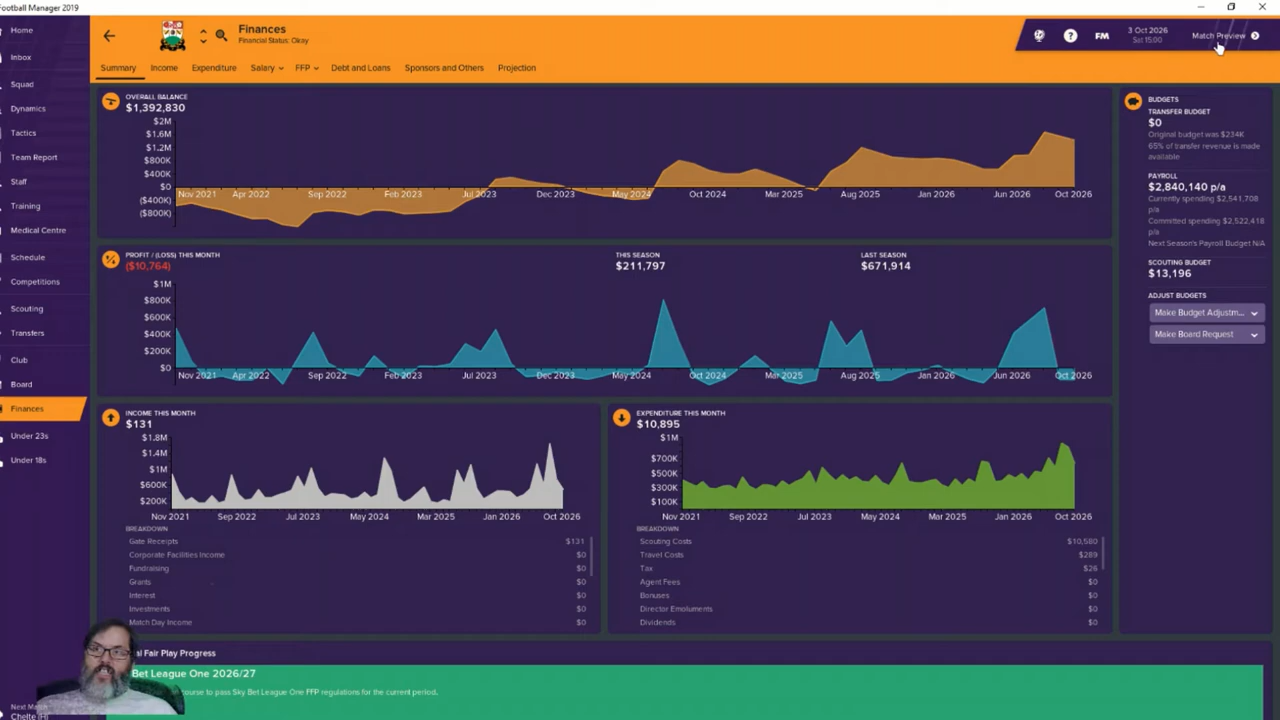 Football Manager 2019
Home
Inbox
Squad
Dynamics
Tactics
Team Report
Staff
Training
Medical Centre
Schedule
Competitions
Scouting
Transfers
Club
Board
Finances
Under 23s
Under 18s
Next Mat
Chelte (H)
Finances
Financial Status: Okay
FM
3 Oct 2026
Sat 15:00
Match Preview
Summary Income Expenditure Salary FFP Debt and Loans Sponsors and Others Projection
OVERALL BALANCE
$1,392,830
$2M
$1.6M
$1.2M
$800K
$400K
$0
($400K)
($800K)
Nov 2021 Apr 2022 Sep 2022 Feb 2023 Jul 2023 Dec 2023 May 2024 Oct 2024 Mar 2025 Aug 2025 Jan 2026 Jun 2026 Oct 2026
PROFIT / (LOSS) THIS MONTH
($10,764)
THIS SEASON
$211,797
LAST SEASON
$671,914
$1M
$800K
$600K
$400K
$200K
$0
Nov 2021 Apr 2022 Sep 2022 Feb 2023 Jul 2023 Dec 2023 May 2024 Oct 2024 Mar 2025 Aug 2025 Jan 2026 Jun 2026 Oct 2026
INCOME THIS MONTH
$131
$1.8M
$1.4M
$1M
$600K
$200K
Nov 2021 Sep 2022 Jul 2023 May 2024 Mar 2025 Jan 2026 Oct 2026
BREAKDOWN
Gate Receipts $131
Corporate Facilities Income $0
Fundraising $0
Grants $0
Interest $0
Investments $0
Match Day Income $0
EXPENDITURE THIS MONTH
$10,895
$1M
$700K
$500K
$300K
$100K
Nov 2021 Sep 2022 Jul 2023 May 2024 Mar 2025 Jan 2026 Oct 2026
BREAKDOWN
Scouting Costs $10,580
Travel Costs $289
Tax $26
Agent Fees $0
Bonuses $0
Director Emoluments $0
Dividends $0
BUDGETS
TRANSFER BUDGET
$0
Original budget was $234K
65% of transfer revenue is made
available
PAYROLL
$2,840,140 p/a
Currently spending $2,541,708
p/a
Committed spending $2,522,418
p/a
Next Season's Payroll Budget N/A
SCOUTING BUDGET
$13,196
ADJUST BUDGETS
Make Budget Adjustm...
Make Board Request
al Fair Play Progress
Bet League One 2026/27
course to pass Sky Bet League One FFP regulations for the current period.